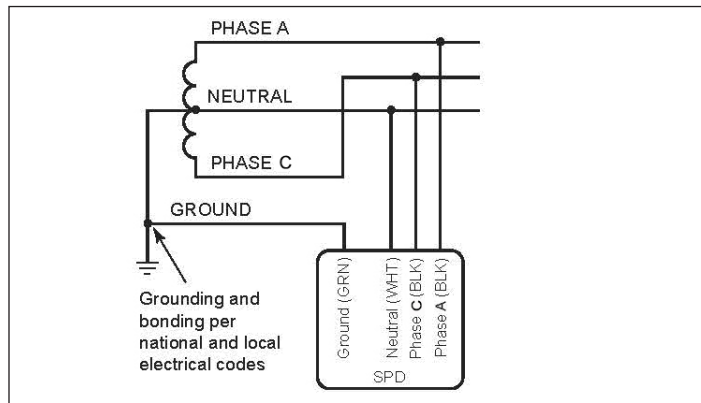 PHASE A
NEUTRAL
PHASE C
GROUND
Grounding and
bonding per
national and local
electrical codes
Ground (GRN)
Neutral (WHT)
Phase C (BLK)
Phase A (BLK)
SPD